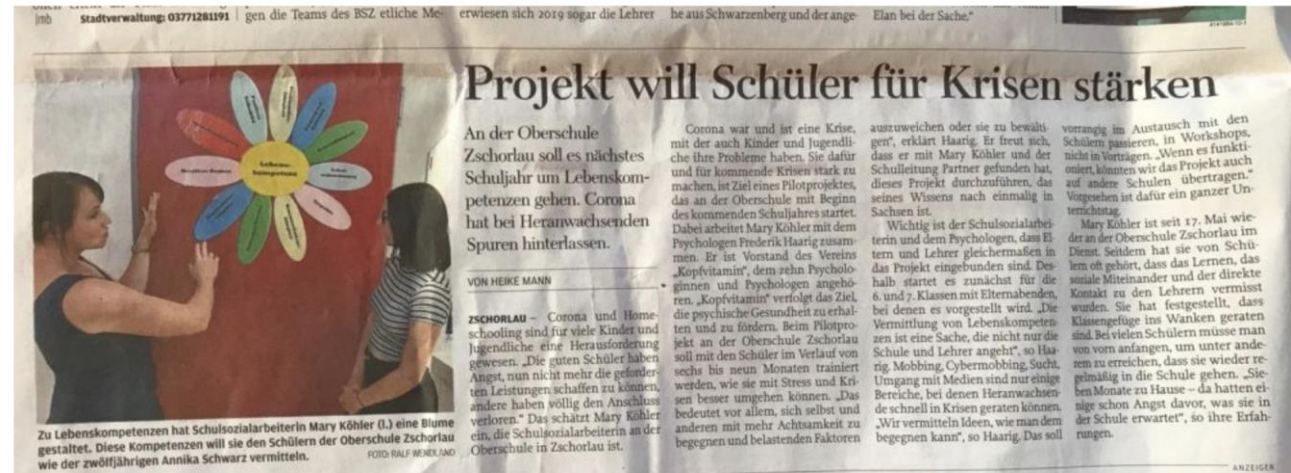 jmb
Stadtverwaltung: 03771281191
gen die Teams des BSZ etliche Me-
erwiesen sich 2019 sogar die Lehrer
he aus Schwarzenberg und der ange-
Elan bei der Sache."
Projekt will Schüler für Krisen stärken
Lebens-
kompetenz
Zu Lebenskompetenzen hat Schulsozialarbeiterin Mary Köhler (l.) eine Blume
gestaltet. Diese Kompetenzen will sie den Schülern der Oberschule Zschorlau
wie der zwölfjährigen Annika Schwarz vermitteln.
FOTO: RALF WENDLAND
An der Oberschule
Zschorlau soll es nächstes
Schuljahr um Lebenskom-
petenzen gehen. Corona
hat bei Heranwachsenden
Spuren hinterlassen.
VON HEIKE MANN
ZSCHORLAU – Corona und Home-
schooling sind für viele Kinder und
Jugendliche eine Herausforderung
gewesen. „Die guten Schüler haben
Angst, nun nicht mehr die geforder-
ten Leistungen schaffen zu können,
andere haben völlig den Anschluss
verloren." Das schätzt Mary Köhler
ein, die Schulsozialarbeiterin an der
Oberschule in Zschorlau ist.
Corona war und ist eine Krise,
mit der auch Kinder und Jugendli-
che ihre Probleme haben. Sie dafür
und für kommende Krisen stark zu
machen, ist Ziel eines Pilotprojektes,
das an der Oberschule mit Beginn
des kommenden Schuljahres startet.
Dabei arbeitet Mary Köhler mit dem
Psychologen Frederik Haarig zusam-
men. Er ist Vorstand des Vereins
„Kopfvitamin", dem zehn Psycholo-
ginnen und Psychologen angehö-
ren. „Kopfvitamin" verfolgt das Ziel,
die psychische Gesundheit zu erhal-
ten und zu fördern. Beim Pilotpro-
jekt an der Oberschule Zschorlau
soll mit den Schüler im Verlauf von
sechs bis neun Monaten trainiert
werden, wie sie mit Stress und Kri-
sen besser umgehen können. „Das
bedeutet vor allem, sich selbst und
anderen mit mehr Achtsamkeit zu
begegnen und belastenden Faktoren
auszuweichen oder sie zu bewälti-
gen", erklärt Haarig. Er freut sich,
dass er mit Mary Köhler und der
Schulleitung Partner gefunden hat,
dieses Projekt durchzuführen, das
seines Wissens nach einmalig in
Sachsen ist.
Wichtig ist der Schulsozialarbei-
terin und dem Psychologen, dass El-
tern und Lehrer gleichermaßen in
das Projekt eingebunden sind. Des-
halb startet es zunächst für die
6. und 7. Klassen mit Elternabenden,
bei denen es vorgestellt wird. „Die
Vermittlung von Lebenskompeten-
zen ist eine Sache, die nicht nur die
Schule und Lehrer angeht", so Haa-
rig. Mobbing, Cybermobbing, Sucht,
Umgang mit Medien sind nur einige
Bereiche, bei denen Heranwachsen-
de schnell in Krisen geraten können.
„Wir vermitteln Ideen, wie man dem
begegnen kann", so Haarig. Das soll
vorrangig im Austausch mit den
Schülern passieren, in Workshops,
nicht in Vorträgen. „Wenn es funkti-
oniert, könnten wir das Projekt auch
auf andere Schulen übertragen."
Vorgesehen ist dafür ein ganzer Un-
terrichtstag.
Mary Köhler ist seit 17. Mai wie-
der an der Oberschule Zschorlau im
Dienst. Seitdem hat sie von Schü-
lern oft gehört, dass das Lernen, das
soziale Miteinander und der direkte
Kontakt zu den Lehrern vermisst
wurden. Sie hat festgestellt, dass
Klassengefüge ins Wanken geraten
sind. Bei vielen Schülern müsse man
von vorn anfangen, um unter ande-
rem zu erreichen, dass sie wieder re-
gelmäßig in die Schule gehen. „Sie-
ben Monate zu Hause – da hatten ei-
nige schon Angst davor, was sie in
der Schule erwartet", so ihre Erfah-
rungen.
ANZEIGEN